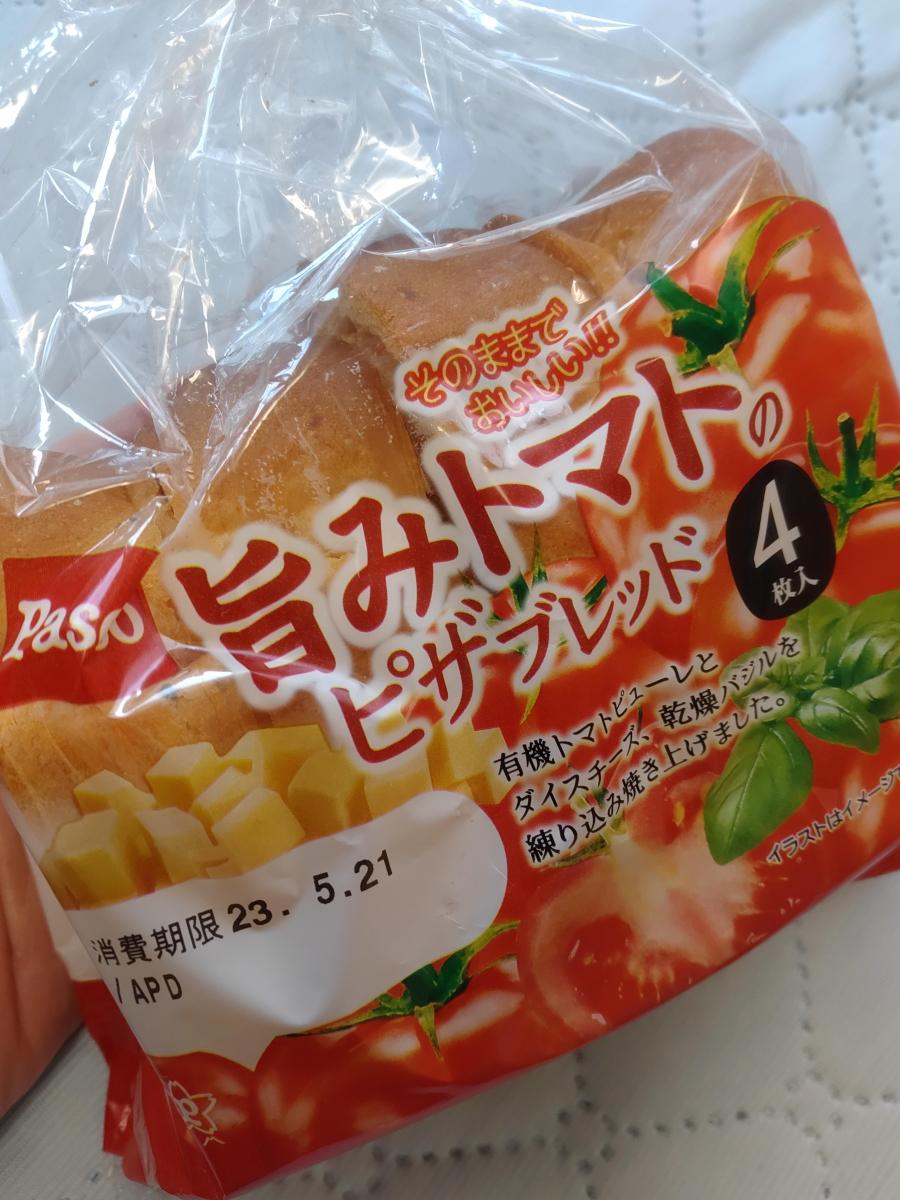 そのままで
おいしい!!
旨みトマトの
ピザブレッド
4
枚入
Pasco
有機トマトピューレと
ダイスチーズ、乾燥バジルを
練り込み焼き上げました。
イラストはイメージで
消費期限 23. 5.21
/ APD